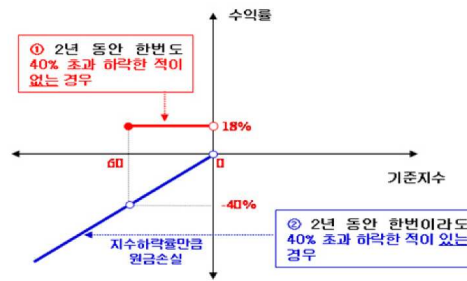 수익률
① 2년 동안 한번도
40% 초과 하락한 적이
없는 경우
18%
60
0
기준지수
-40%
지수하락률만큼
원금손실
② 2년 동안 한번이라도
40% 초과 하락한 적이 있는
경우